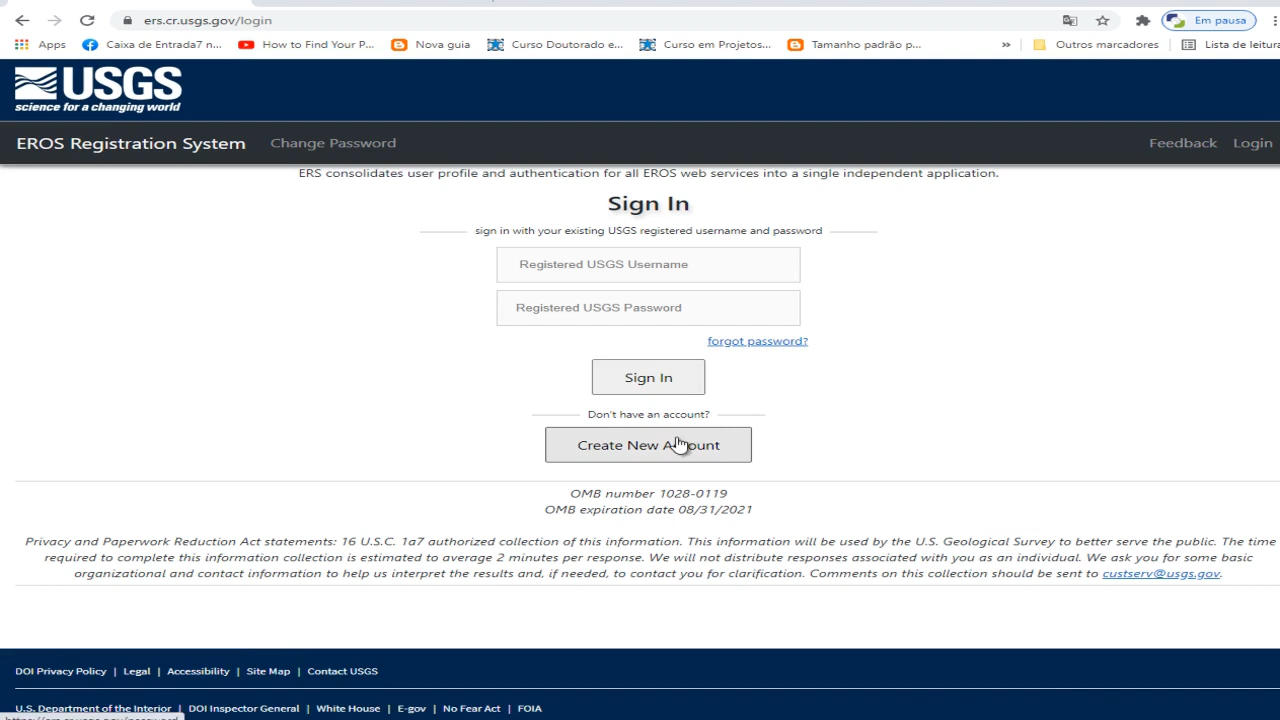 ers.cr.usgs.gov/login
Em pausa
Apps
Caixa de Entrada7 n...
How to Find Your P...
Nova guia
Curso Doutorado e...
Curso em Projetos...
Tamanho padrão p...
»
Outros marcadores
Lista de leitura
USGS
science for a changing world
EROS Registration System
Change Password
Feedback
Login
ERS consolidates user profile and authentication for all EROS web services into a single independent application.
Sign In
sign in with your existing USGS registered username and password
Registered USGS Username
Registered USGS Password
forgot password?
Sign In
Don't have an account?
Create New Account
OMB number 1028-0119
OMB expiration date 08/31/2021
Privacy and Paperwork Reduction Act statements: 16 U.S.C. 1a7 authorized collection of this information. This information will be used by the U.S. Geological Survey to better serve the public. The time
required to complete this information collection is estimated to average 2 minutes per response. We will not distribute responses associated with you as an individual. We ask you for some basic
organizational and contact information to help us interpret the results and, if needed, to contact you for clarification. Comments on this collection should be sent to custserv@usgs.gov.
DOI Privacy Policy | Legal | Accessibility | Site Map | Contact USGS
U.S. Department of the Interior | DOI Inspector General | White House | E-gov | No Fear Act | FOIA